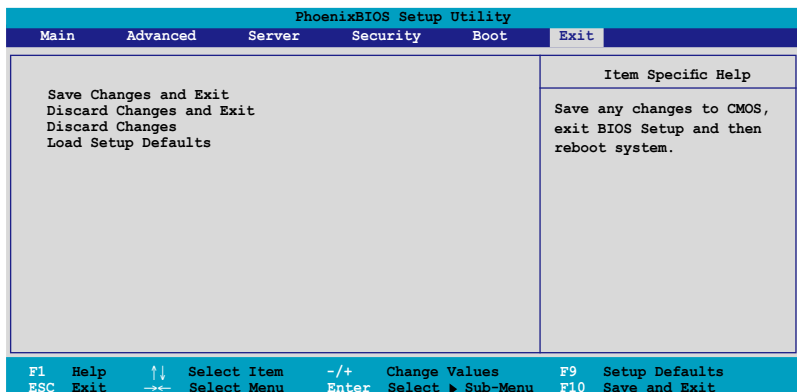 PhoenixBIOS Setup Utility
Main Advanced Server Security Boot Exit
Item Specific Help
Save Changes and Exit
Discard Changes and Exit
Discard Changes
Load Setup Defaults
Save any changes to CMOS,
exit BIOS Setup and then
reboot system.
F1 Help ↑↓ Select Item -/+ Change Values F9 Setup Defaults
ESC Exit →← Select Menu Enter Select ▶ Sub-Menu F10 Save and Exit